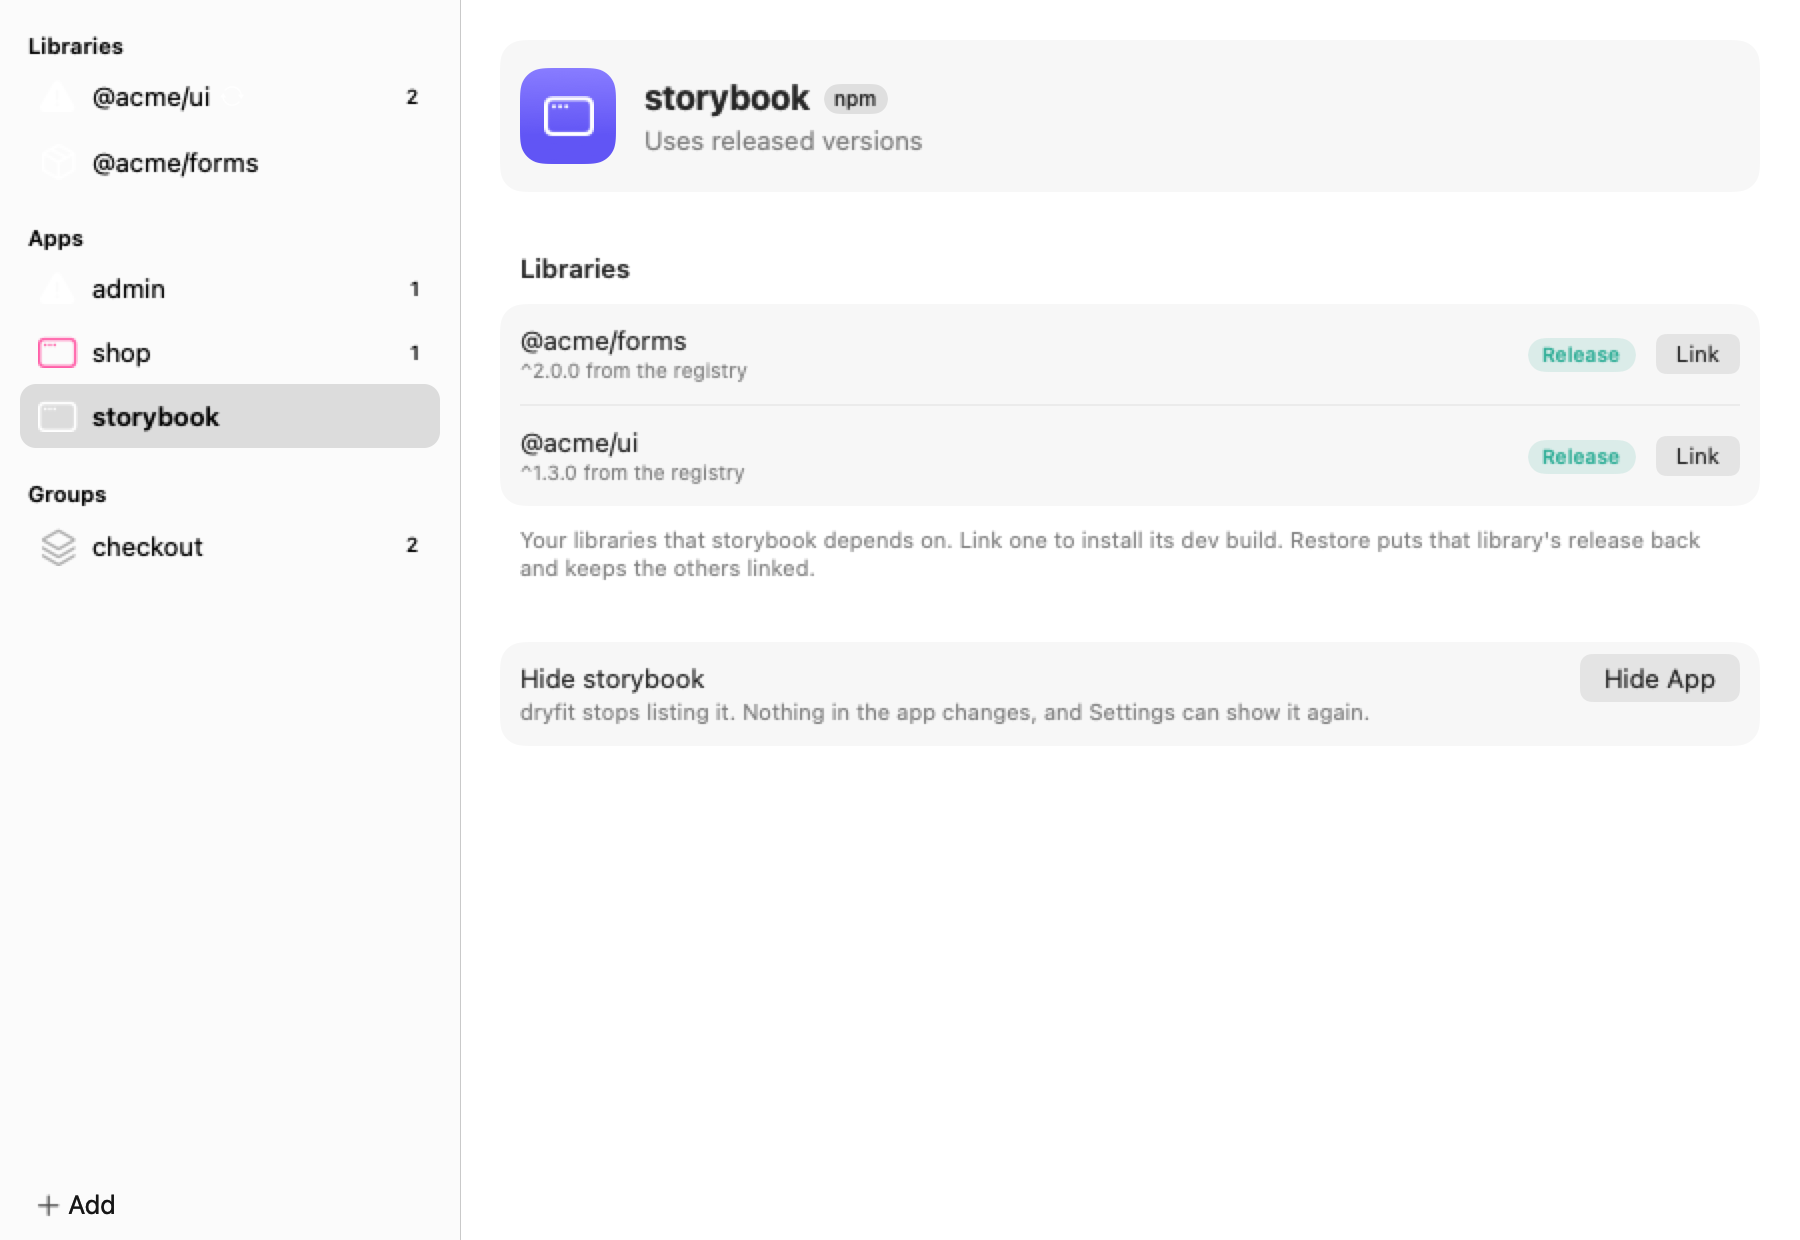 Libraries
@acme/ui 2
@acme/forms
Apps
admin 1
shop 1
storybook
Groups
checkout 2
+ Add
storybook npm
Uses released versions
Libraries
@acme/forms
^2.0.0 from the registry
Release Link
@acme/ui
^1.3.0 from the registry
Release Link
Your libraries that storybook depends on. Link one to install its dev build. Restore puts that library's release back
and keeps the others linked.
Hide storybook
dryfit stops listing it. Nothing in the app changes, and Settings can show it again.
Hide App